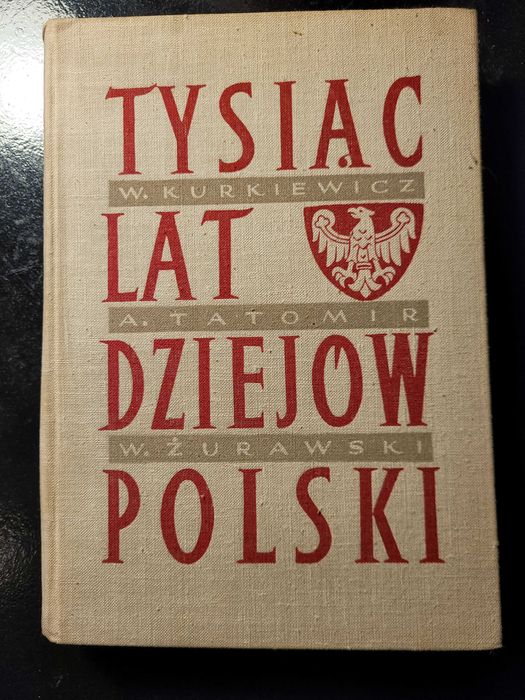 TYSIĄC
W. KURKIEWICZ
LAT
A. TATOMIR
DZIEJÓW
W. ŻURAWSKI
POLSKI